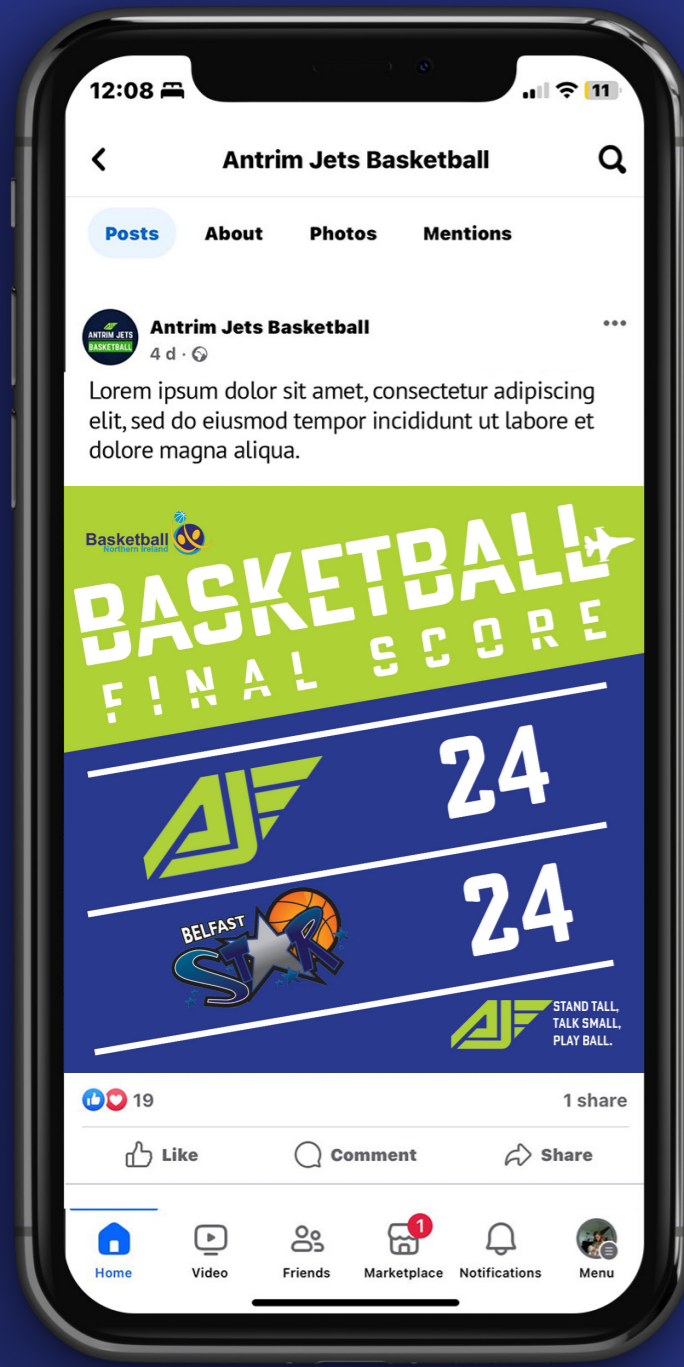 12:08
11
Antrim Jets Basketball
Posts About Photos Mentions
ANTRIM JETS
BASKETBALL
Antrim Jets Basketball
4 d ·
Lorem ipsum dolor sit amet, consectetur adipiscing
elit, sed do eiusmod tempor incididunt ut labore et
dolore magna aliqua.
Basketball
Northern Ireland
BASKETBALL
FINAL SCORE
AJ
24
BELFAST
STAR
24
AJ
STAND TALL,
TALK SMALL,
PLAY BALL.
19
1 share
Like Comment Share
1
Home Video Friends Marketplace Notifications Menu